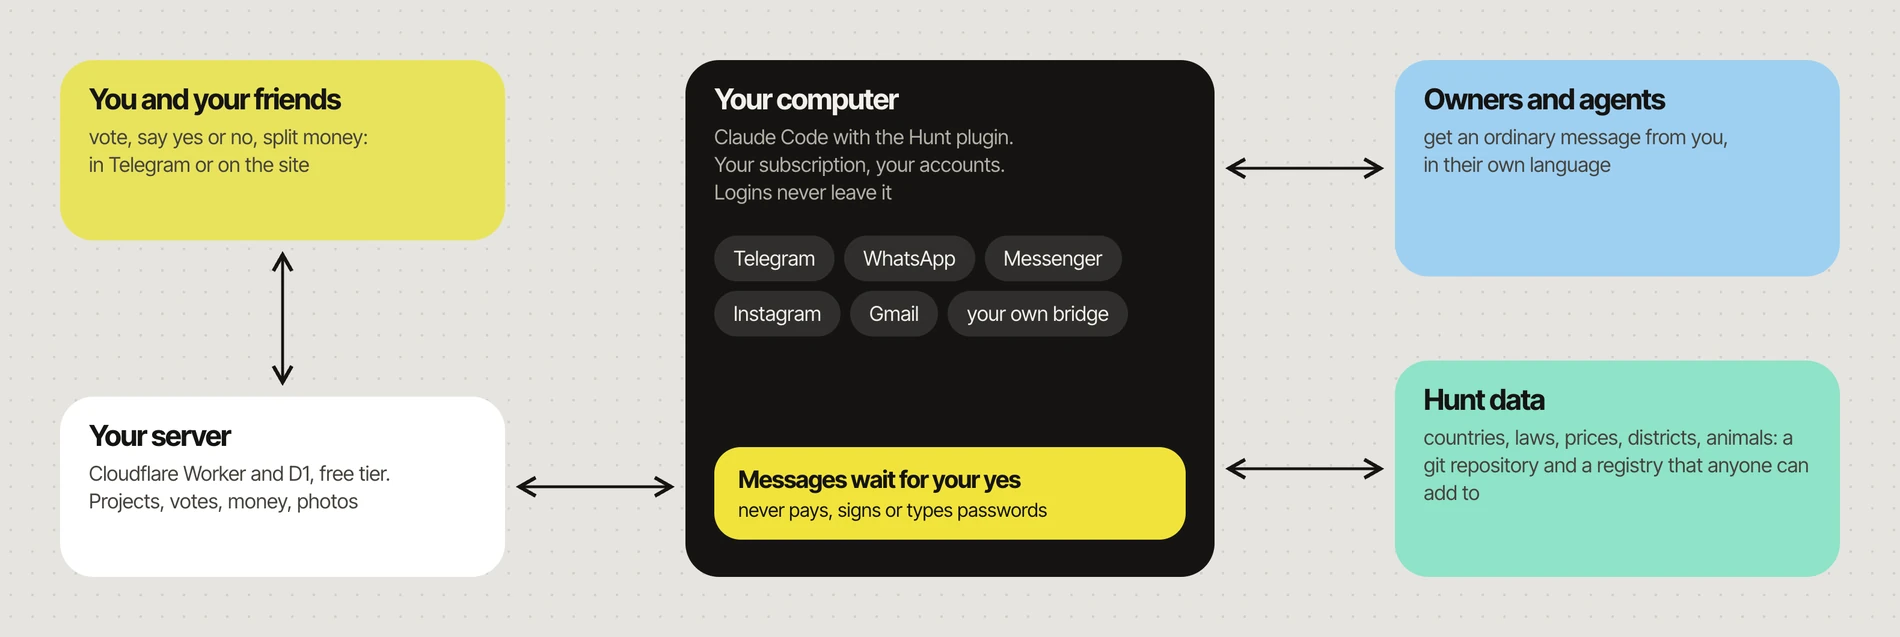 You and your friends
vote, say yes or no, split money:
in Telegram or on the site
Your server
Cloudflare Worker and D1, free tier.
Projects, votes, money, photos
Your computer
Claude Code with the Hunt plugin.
Your subscription, your accounts.
Logins never leave it
Telegram
WhatsApp
Messenger
Instagram
Gmail
your own bridge
Messages wait for your yes
never pays, signs or types passwords
Owners and agents
get an ordinary message from you,
in their own language
Hunt data
countries, laws, prices, districts, animals: a
git repository and a registry that anyone can
add to